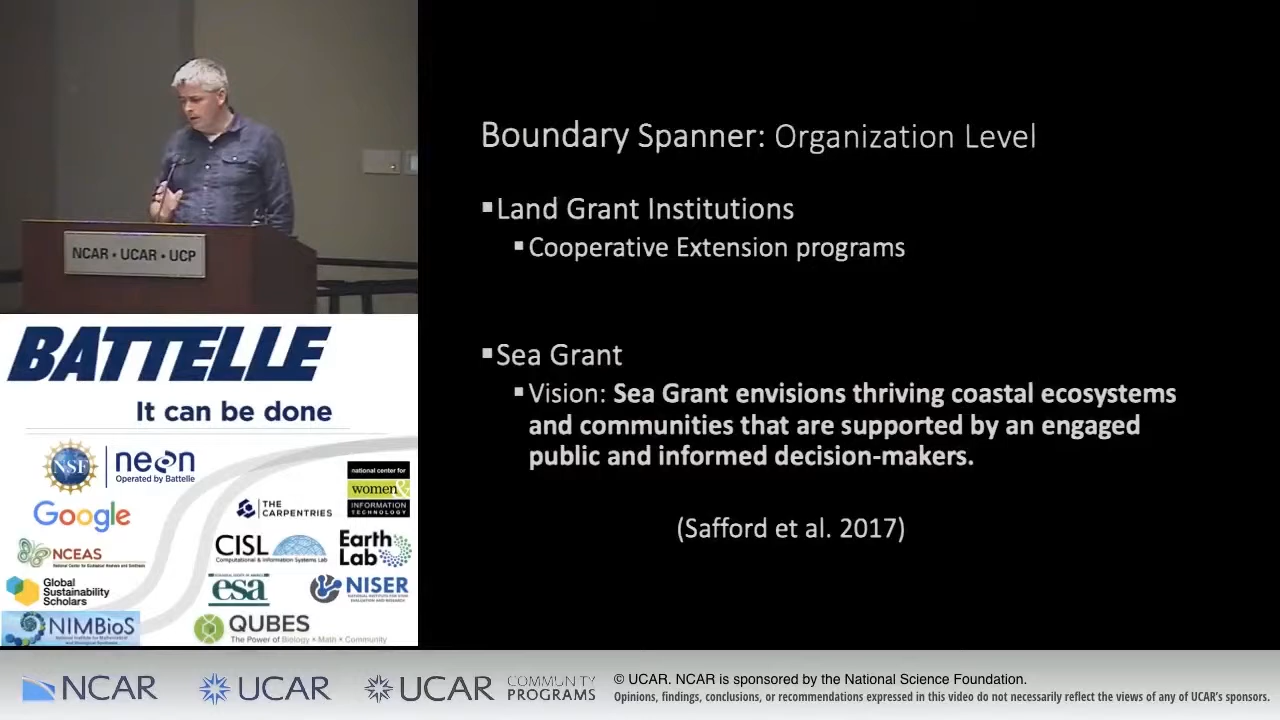 NCAR • UCAR • UCP
BATTELLE
It can be done
NSF
neon
Operated by Battelle
national center for
women &
INFORMATION
TECHNOLOGY
Google
THE
CARPENTRIES
NCEAS
CISL
Computational & Information Systems Lab
Earth
Lab
Global
Sustainability
Scholars
esa
NISER
NIMBioS
QUBES
The Power of Biology • Math • Community
Boundary Spanner: Organization Level
▪Land Grant Institutions
▪Cooperative Extension programs
▪Sea Grant
▪Vision: Sea Grant envisions thriving coastal ecosystems
and communities that are supported by an engaged
public and informed decision-makers.
(Safford et al. 2017)
NCAR
UCAR
UCAR
COMMUNITY
PROGRAMS
© UCAR. NCAR is sponsored by the National Science Foundation.
Opinions, findings, conclusions, or recommendations expressed in this video do not necessarily reflect the views of any of UCAR's sponsors.